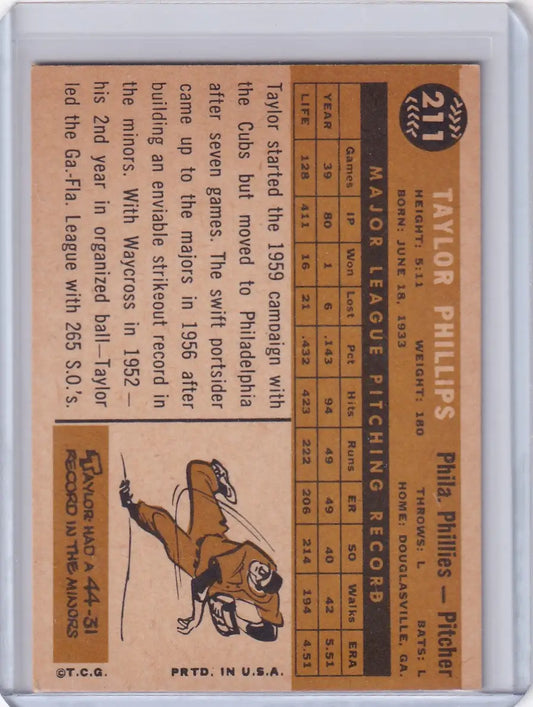 211
TAYLOR PHILLIPS Phila. Phillies — Pitcher
HEIGHT: 5:11 WEIGHT: 180 THROWS: L BATS: L
BORN: JUNE 18, 1933 HOME: DOUGLASVILLE, GA.
MAJOR LEAGUE PITCHING RECORD
Games IP Won Lost Pct Hits Runs ER SO Walks ERA
YEAR 39 80 1 6 .143 94 49 49 40 42 5.51
LIFE 128 411 16 21 .432 423 222 206 214 194 4.51
Taylor started the 1959 campaign with
the Cubs but moved to Philadelphia
after seven games. The swift portsider
came up to the majors in 1956 after
building an enviable strikeout record in
the minors. With Waycross in 1952—
his 2nd year in organized ball—Taylor
led the Ga.-Fla. League with 265 S.O.'s.
TAYLOR HAD A 44-31
RECORD IN THE MINORS
©T.C.G. PRTD. IN U.S.A.